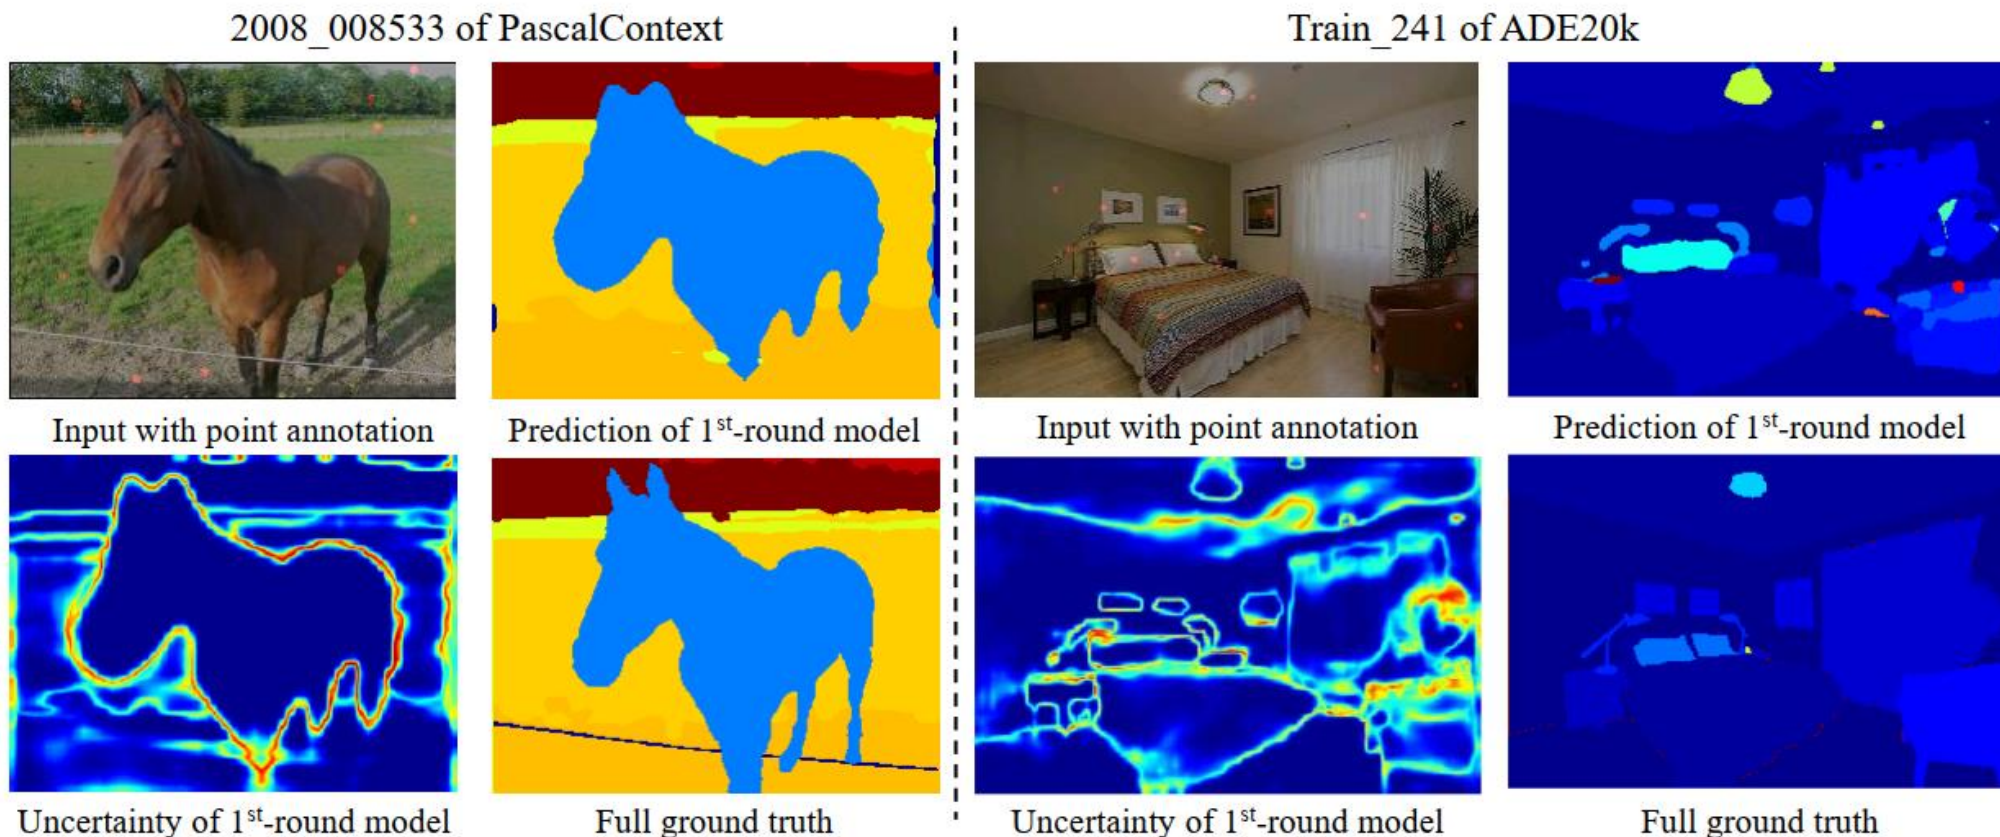 2008_008533 of PascalContext
Train_241 of ADE20k
Input with point annotation
Prediction of 1st-round model
Input with point annotation
Prediction of 1st-round model
Uncertainty of 1st-round model
Full ground truth
Uncertainty of 1st-round model
Full ground truth